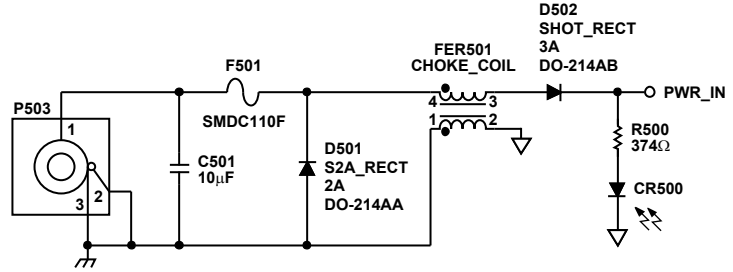 D502
SHOT_RECT
3A
DO-214AB
FER501
CHOKE_COIL
F501
SMDC110F
4
3
1
2
PWR_IN
P503
1
2
3
C501
10μF
D501
S2A_RECT
2A
DO-214AA
R500
374Ω
CR500